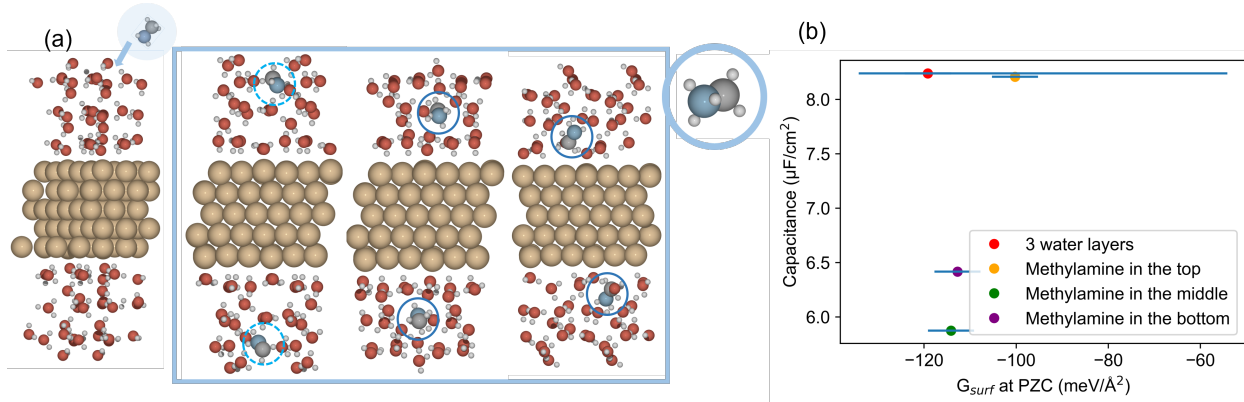 (a)
(b)
Capacitance (μF/cm²)
8.0
7.5
7.0
6.5
6.0
3 water layers
Methylamine in the top
Methylamine in the middle
Methylamine in the bottom
−120
−100
−80
−60
G_surf at PZC (meV/Å²)